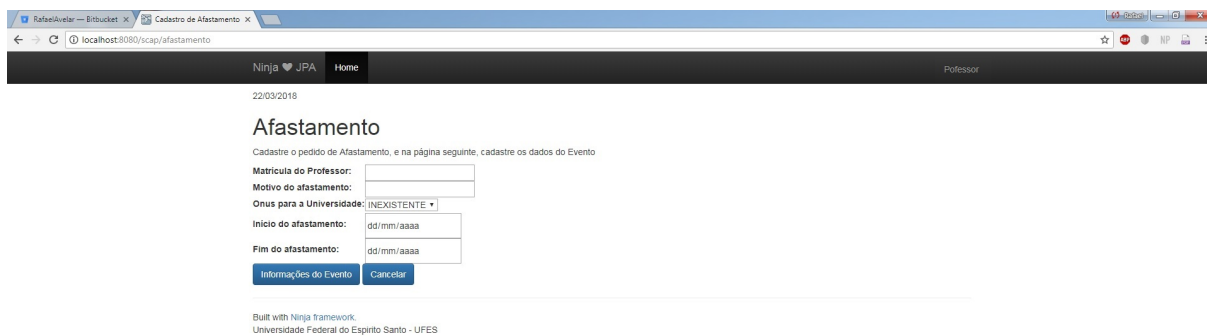 RafaelAvelar — Bitbucket Cadastro de Afastamento
localhost:8080/scap/afastamento
NP
Ninja JPA Home Pofessor
22/03/2018
Afastamento
Cadastre o pedido de Afastamento, e na página seguinte, cadastre os dados do Evento
Matrícula do Professor:
Motivo do afastamento:
Onus para a Universidade: INEXISTENTE
Início do afastamento: dd/mm/aaaa
Fim do afastamento: dd/mm/aaaa
Informações do Evento Cancelar
Built with Ninja framework.
Universidade Federal do Espirito Santo - UFES